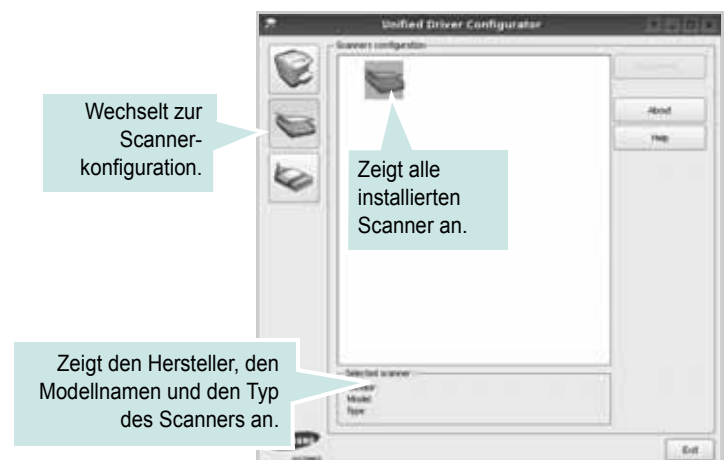 Unified Driver Configurator
Scanners configuration
Wechselt zur
Scanner-
konfiguration.
Zeigt alle
installierten
Scanner an.
About
Help
Zeigt den Hersteller, den
Modellnamen und den Typ
des Scanners an.
Selected scanner
Model:
Type:
Exit